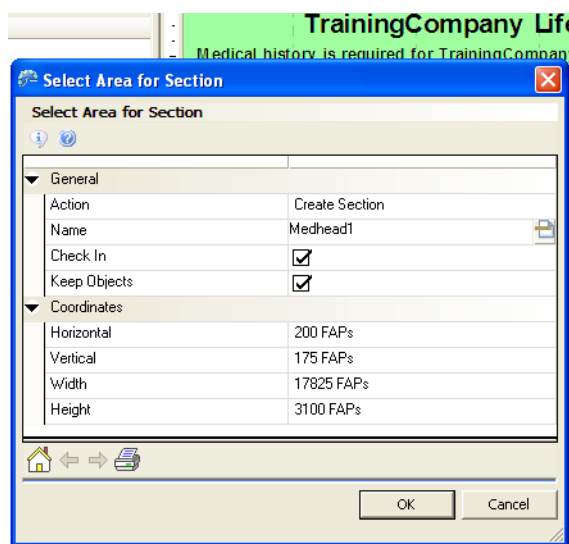 TrainingCompany Life
Medical history is required for TrainingCompany
Select Area for Section
Select Area for Section
General
Action Create Section
Name Medhead1
Check In
Keep Objects
Coordinates
Horizontal 200 FAPs
Vertical 175 FAPs
Width 17825 FAPs
Height 3100 FAPs
OK Cancel